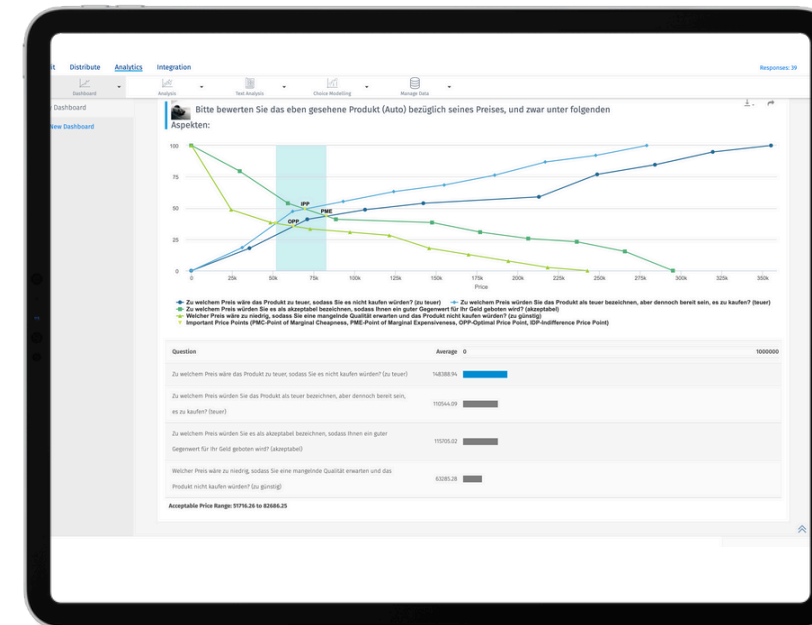 it Distribute Analytics Integration
Responses: 39
Dashboard Analysis Text Analysis Choice Modelling Manage Data
Dashboard
New Dashboard
Bitte bewerten Sie das eben gesehene Produkt (Auto) bezüglich seines Preises, und zwar unter folgenden
Aspekten:
100
75
50
25
0
IPP
PME
OPP
0 25k 50k 75k 100k 125k 150k 175k 200k 225k 250k 275k 300k 325k 350k
Price
Zu welchem Preis wäre das Produkt zu teuer, sodass Sie es nicht kaufen würden? (zu teuer) Zu welchem Preis würden Sie das Produkt als teuer bezeichnen, aber dennoch bereit sein, es zu kaufen? (teuer)
Zu welchem Preis würden Sie es als akzeptabel bezeichnen, sodass Ihnen ein guter Gegenwert für Ihr Geld geboten wird? (akzeptabel)
Welcher Preis wäre zu niedrig, sodass Sie eine mangelnde Qualität erwarten und das Produkt nicht kaufen würden? (zu günstig)
Important Price Points (PMC-Point of Marginal Cheapness, PME-Point of Marginal Expensiveness, OPP-Optimal Price Point, IDP-Indifference Price Point)
Question Average 0 1000000
Zu welchem Preis wäre das Produkt zu teuer, sodass Sie es nicht kaufen würden? (zu teuer) 148388.94
Zu welchem Preis würden Sie das Produkt als teuer bezeichnen, aber dennoch bereit sein,
es zu kaufen? (teuer) 110544.09
Zu welchem Preis würden Sie es als akzeptabel bezeichnen, sodass Ihnen ein guter
Gegenwert für Ihr Geld geboten wird? (akzeptabel) 115705.02
Welcher Preis wäre zu niedrig, sodass Sie eine mangelnde Qualität erwarten und das
Produkt nicht kaufen würden? (zu günstig) 63285.28
Acceptable Price Range: 51716.26 to 82686.25